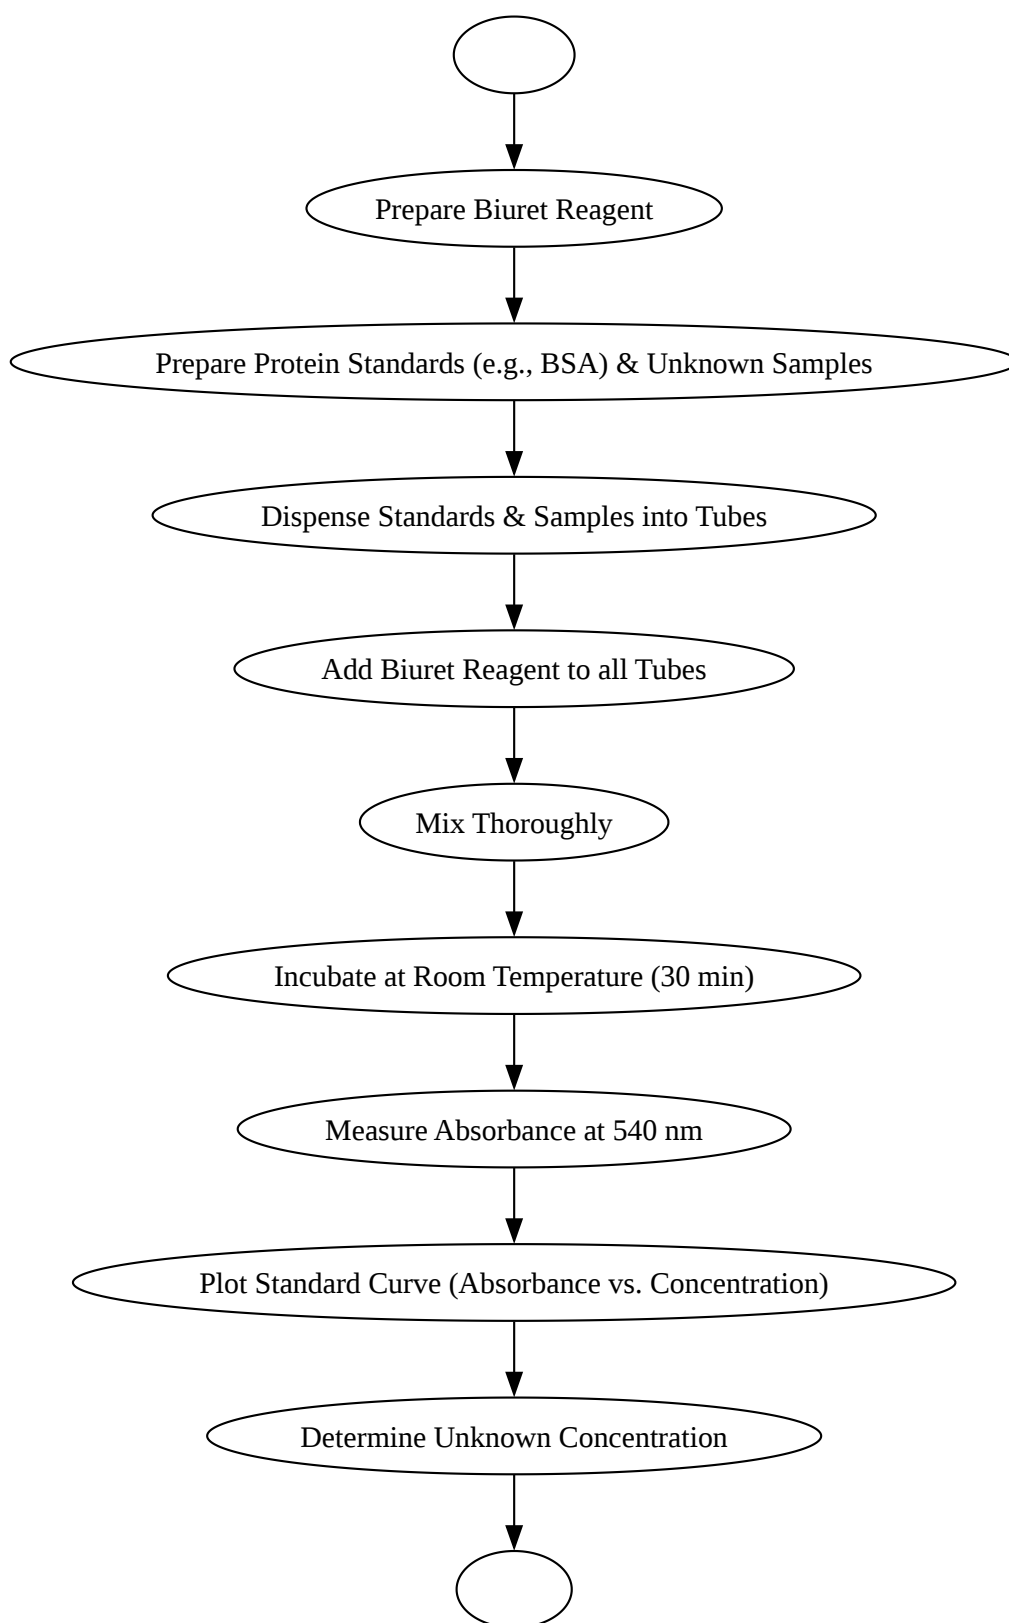 Prepare Biuret Reagent
Prepare Protein Standards (e.g., BSA) & Unknown Samples
Dispense Standards & Samples into Tubes
Add Biuret Reagent to all Tubes
Mix Thoroughly
Incubate at Room Temperature (30 min)
Measure Absorbance at 540 nm
Plot Standard Curve (Absorbance vs. Concentration)
Determine Unknown Concentration